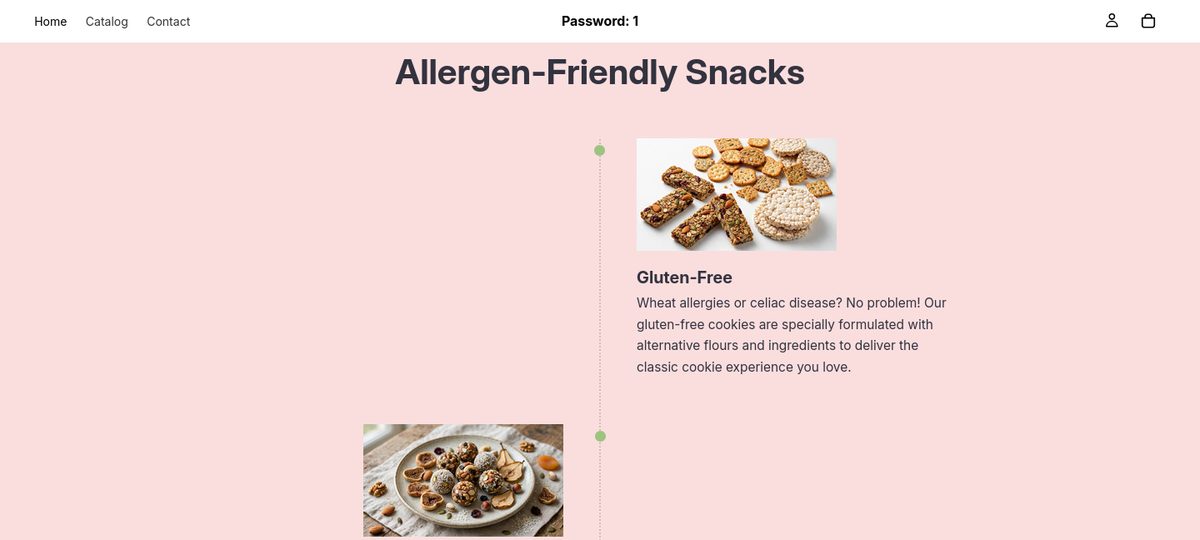 Home Catalog Contact Password: 1
Allergen-Friendly Snacks
Gluten-Free
Wheat allergies or celiac disease? No problem! Our
gluten-free cookies are specially formulated with
alternative flours and ingredients to deliver the
classic cookie experience you love.